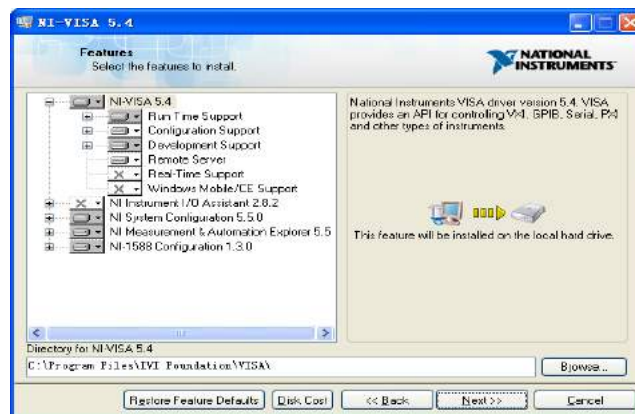 NI-VISA 5.4
Features
Select the features to install.
NATIONAL
INSTRUMENTS
NI-VISA 5.4
Run Time Support
Configuration Support
Development Support
Remote Server
Real-Time Support
Windows Mobile/CE Support
NI Instrument I/O Assistant 2.8.2
NI System Configuration 5.5.0
NI Measurement & Automation Explorer 5.5
NI-1588 Configuration 1.3.0
National Instruments VISA driver version 5.4. VISA
provides an API for controlling VXI, GPIB, Serial, PXI
and other types of instruments.
This feature will be installed on the local hard drive.
Directory for NI-VISA 5.4
C:\Program Files\IVI Foundation\VISA\
Browse...
Restore Feature Defaults
Disk Cost
<< Back
Next >>
Cancel